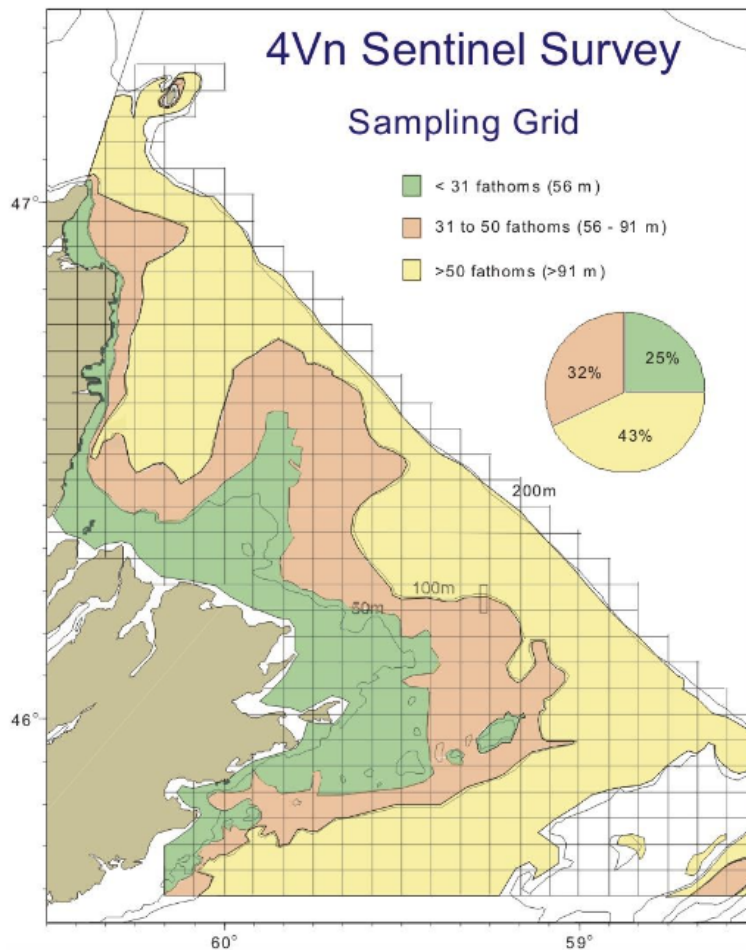 4Vn Sentinel Survey
Sampling Grid
< 31 fathoms (56 m)
31 to 50 fathoms (56 - 91 m)
>50 fathoms (>91 m)
47°
32%
25%
43%
200m
100m
50m
46°
60°
59°